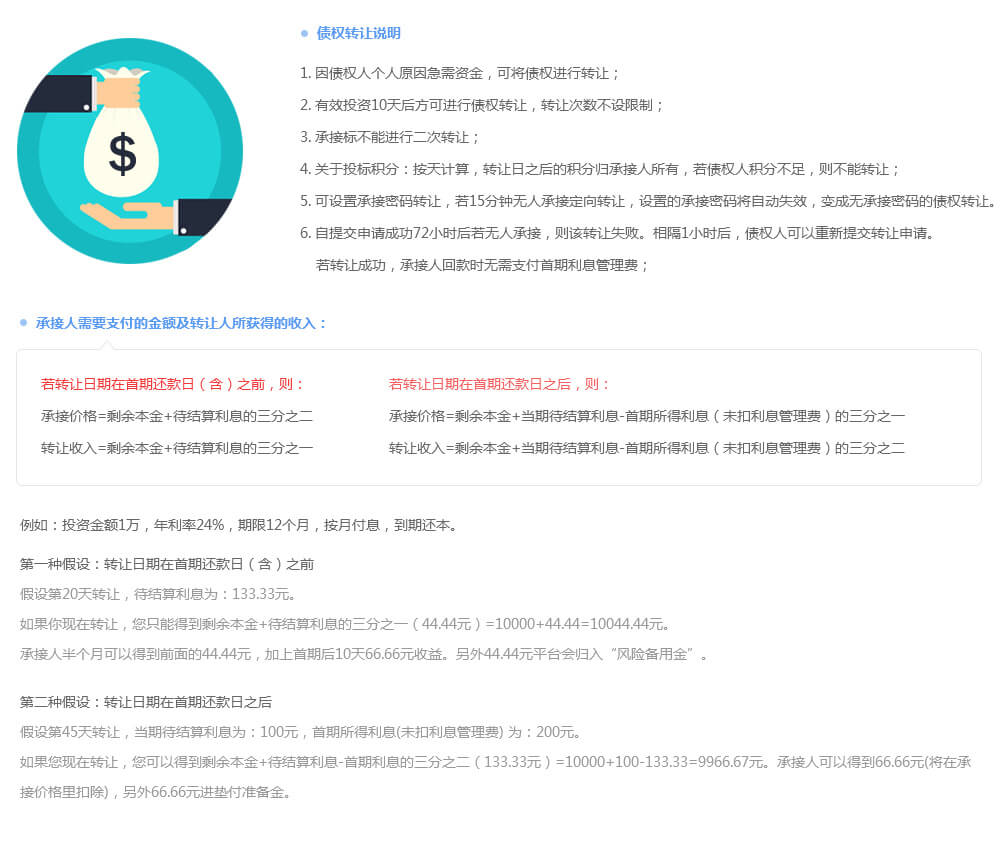 债权转让说明
1. 因债权人个人原因急需资金，可将债权进行转让；
2. 有效投资10天后方可进行债权转让，转让次数不设限制；
3. 承接标不能进行二次转让；
4. 关于投标积分：按天计算，转让日之后的积分归承接人所有，若债权人积分不足，则不能转让；
5. 可设置承接密码转让，若15分钟无人承接定向转让，设置的承接密码将自动失效，变成无承接密码的债权转让。
6. 自提交申请成功72小时后若无人承接，则该转让失败。相隔1小时后，债权人可以重新提交转让申请。
若转让成功，承接人回款时无需支付首期利息管理费；
$
承接人需要支付的金额及转让人所获得的收入：
若转让日期在首期还款日（含）之前，则：
承接价格=剩余本金+待结算利息的三分之二
转让收入=剩余本金+待结算利息的三分之一
若转让日期在首期还款日之后，则：
承接价格=剩余本金+当期待结算利息-首期所得利息（未扣利息管理费）的三分之一
转让收入=剩余本金+当期待结算利息-首期所得利息（未扣利息管理费）的三分之二
例如：投资金额1万，年利率24%，期限12个月，按月付息，到期还本。
第一种假设：转让日期在首期还款日（含）之前
假设第20天转让，待结算利息为：133.33元。
如果你现在转让，您只能得到剩余本金+待结算利息的三分之一（44.44元）=10000+44.44=10044.44元。
承接人半个月可以得到前面的44.44元，加上首期后10天66.66元收益。另外44.44元平台会归入“风险备用金”。
第二种假设：转让日期在首期还款日之后
假设第45天转让，当期待结算利息为：100元，首期所得利息(未扣利息管理费) 为：200元。
如果您现在转让，您可以得到剩余本金+待结算利息-首期利息的三分之二（133.33元）=10000+100-133.33=9966.67元。承接人可以得到66.66元(将在承
接价格里扣除)，另外66.66元进垫付准备金。